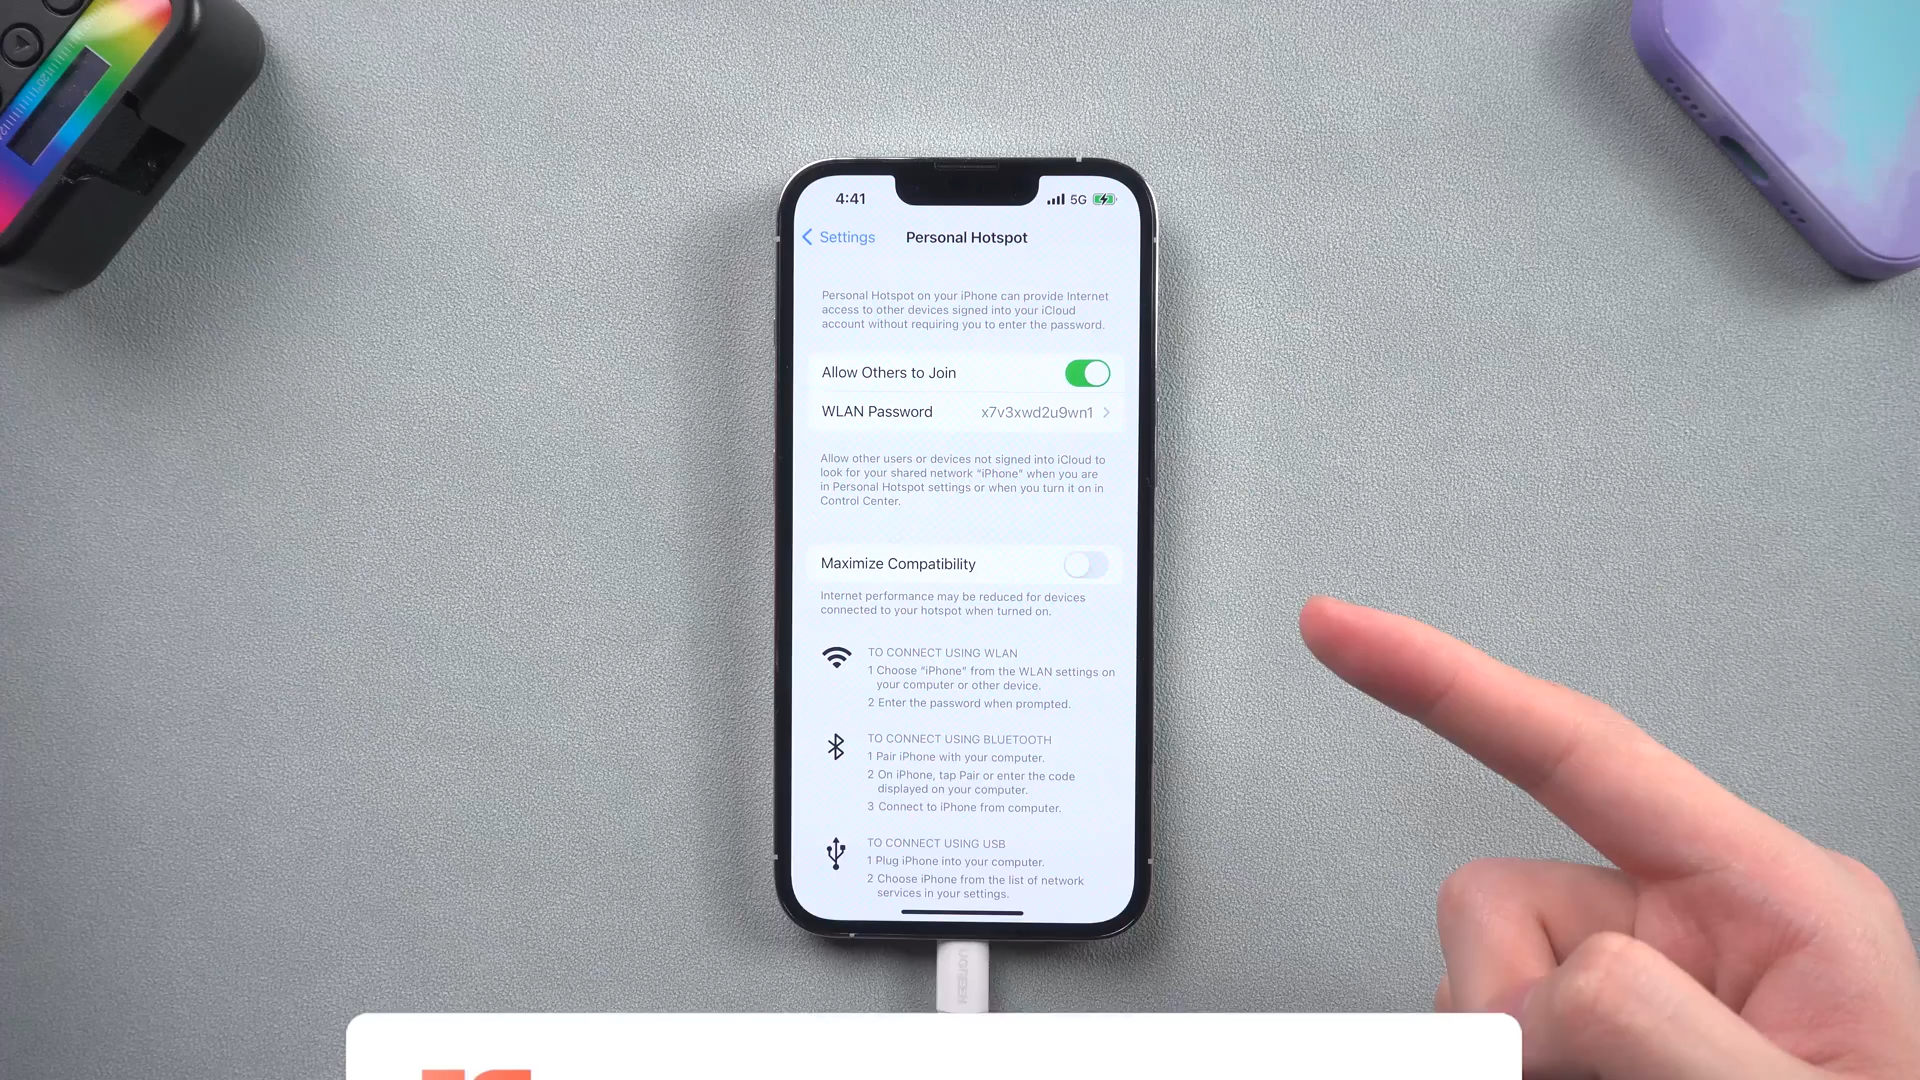 4:41
5G
Settings
Personal Hotspot
Personal Hotspot on your iPhone can provide Internet
access to other devices signed into your iCloud
account without requiring you to enter the password.
Allow Others to Join
WLAN Password x7v3xwd2u9wn1
Allow other users or devices not signed into iCloud to
look for your shared network “iPhone” when you are
in Personal Hotspot settings or when you turn it on in
Control Center.
Maximize Compatibility
Internet performance may be reduced for devices
connected to your hotspot when turned on.
TO CONNECT USING WLAN
1 Choose “iPhone” from the WLAN settings on
your computer or other device.
2 Enter the password when prompted.
TO CONNECT USING BLUETOOTH
1 Pair iPhone with your computer.
2 On iPhone, tap Pair or enter the code
displayed on your computer.
3 Connect to iPhone from computer.
TO CONNECT USING USB
1 Plug iPhone into your computer.
2 Choose iPhone from the list of network
services in your settings.
UGREEN